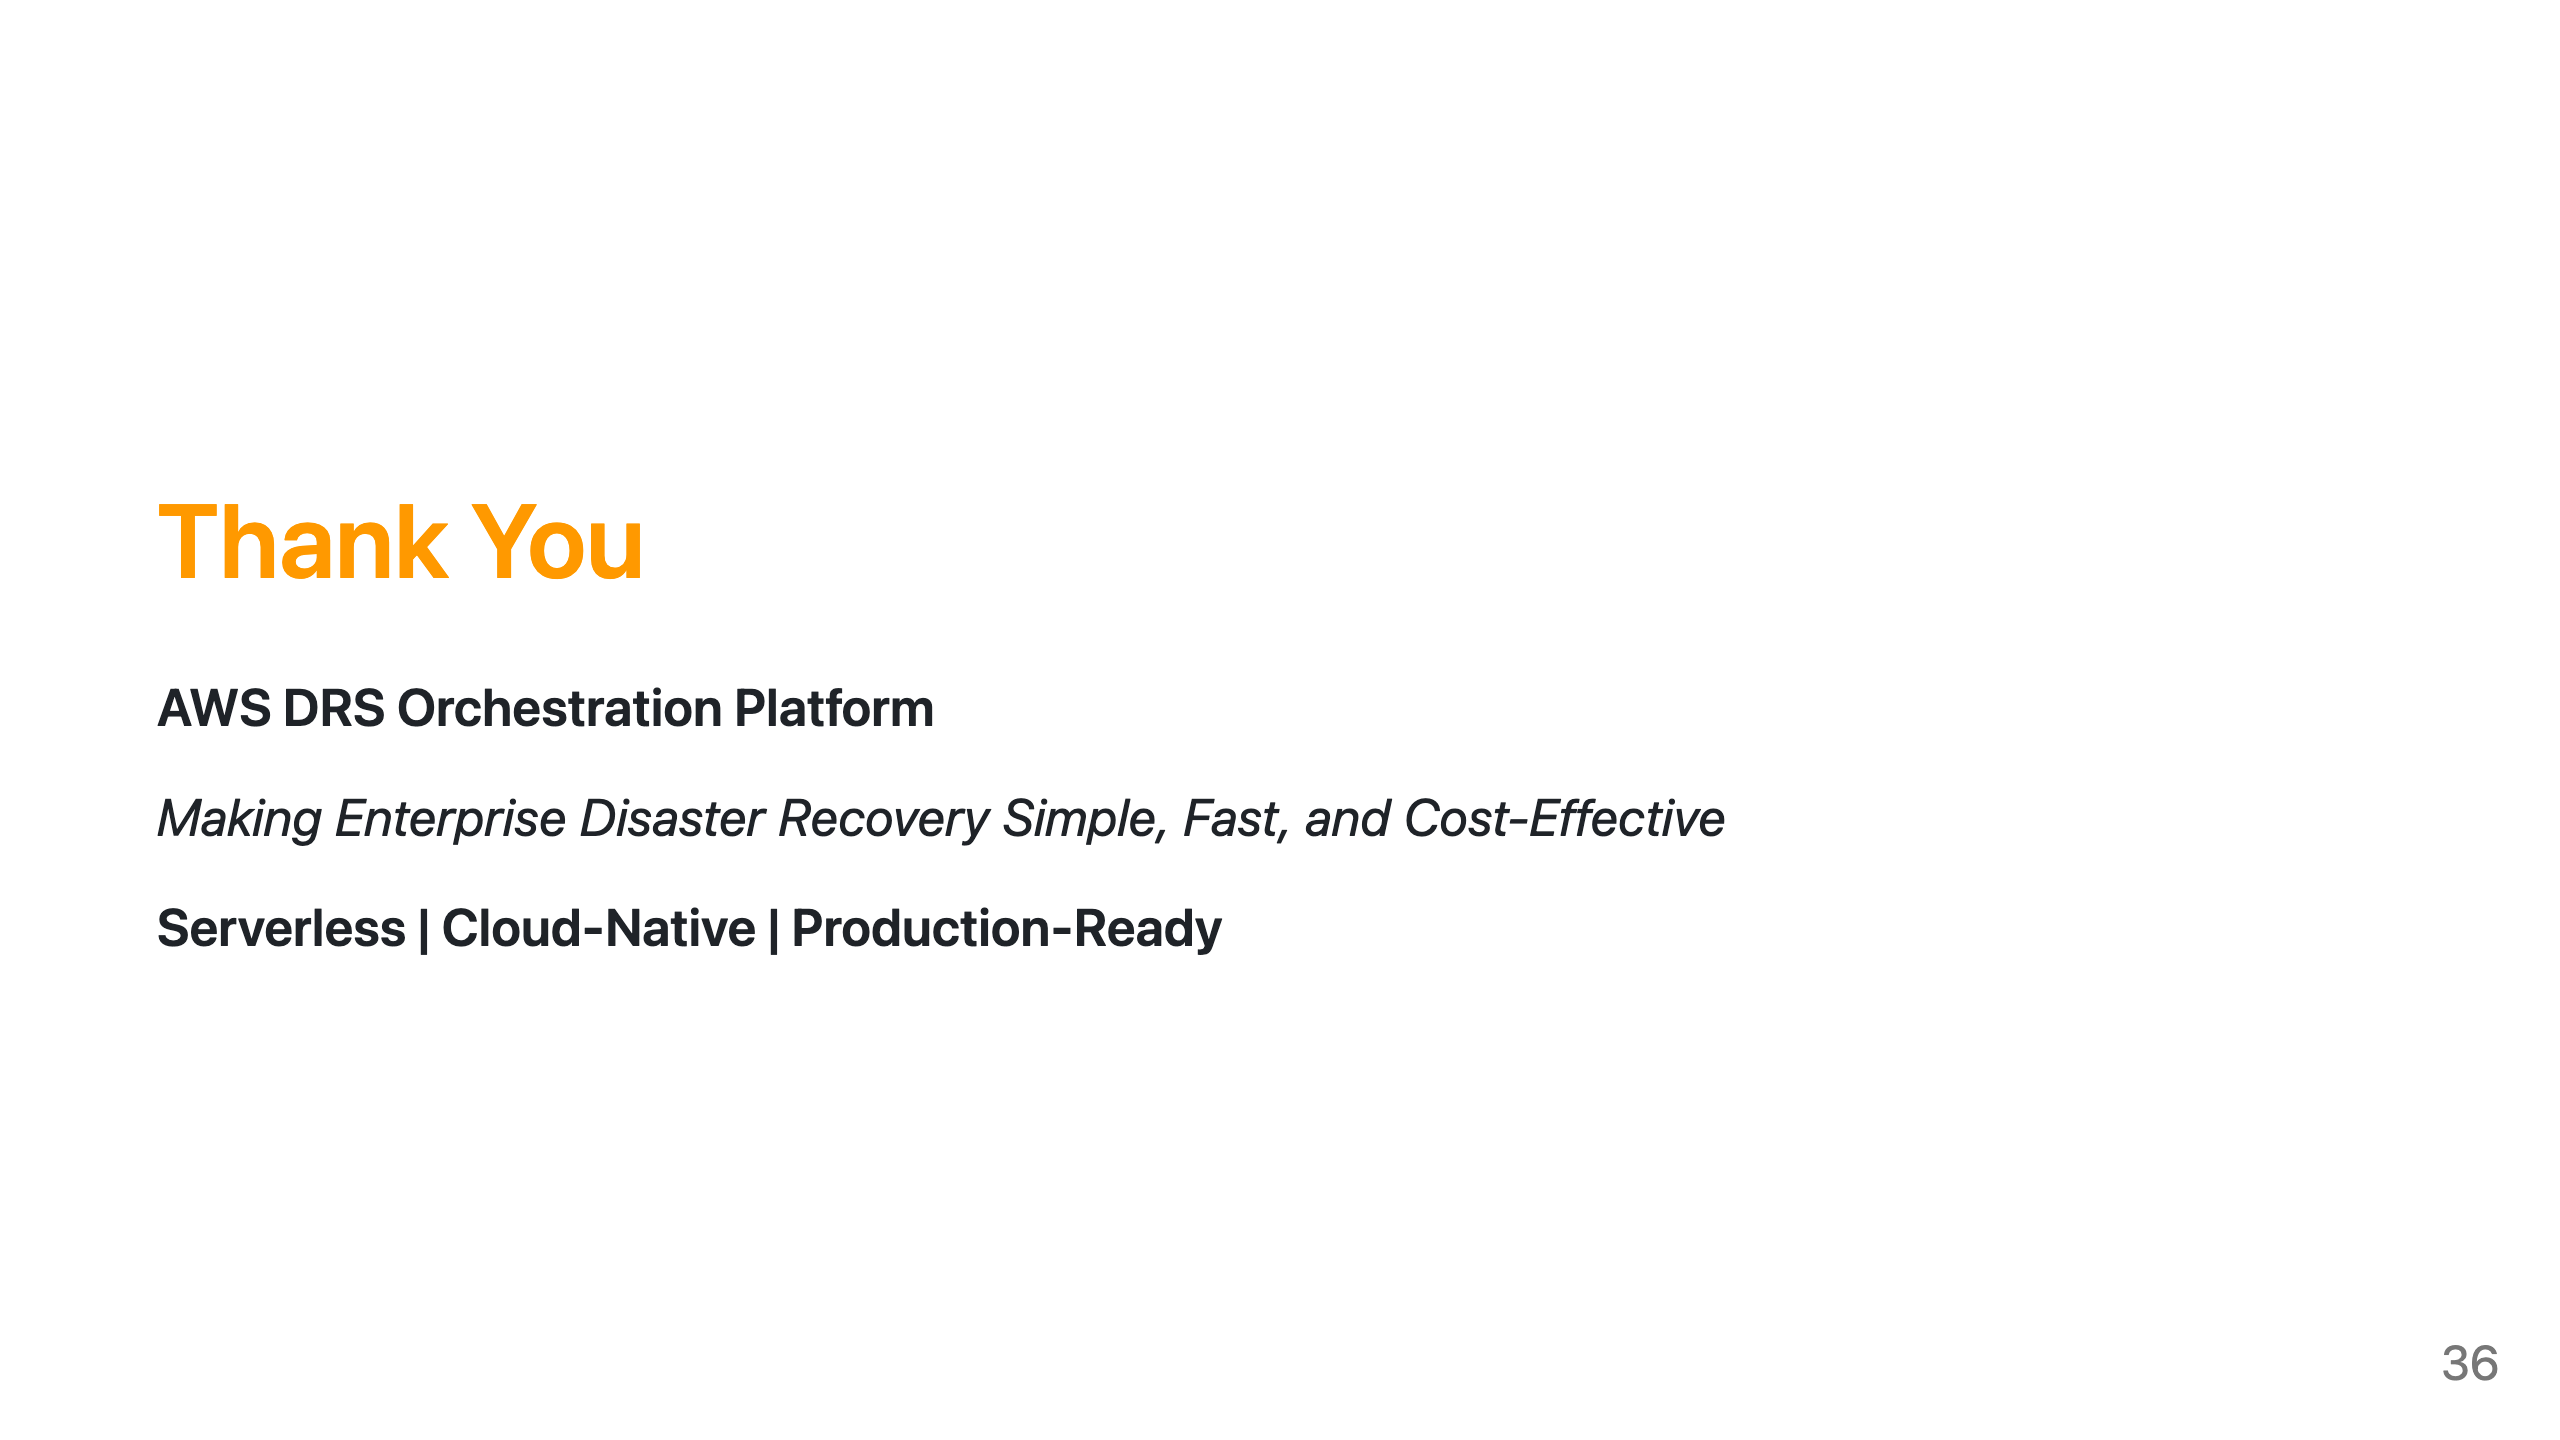 Thank You
AWS DRS Orchestration Platform
Making Enterprise Disaster Recovery Simple, Fast, and Cost-Effective
Serverless | Cloud-Native | Production-Ready
36